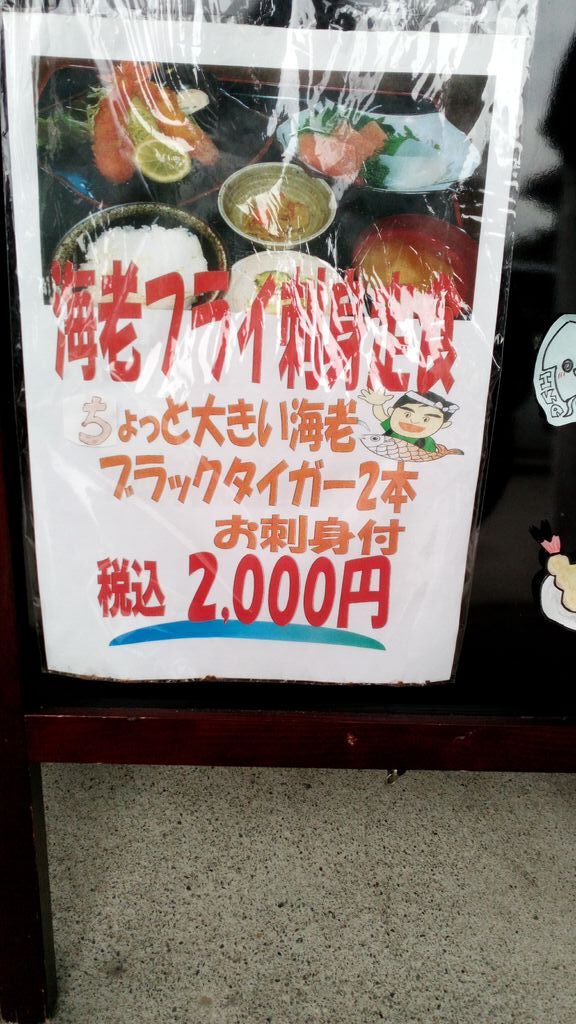 海老フライ刺身定食
ちょっと大きい海老
ブラックタイガー2本
お刺身付
税込 2,000円